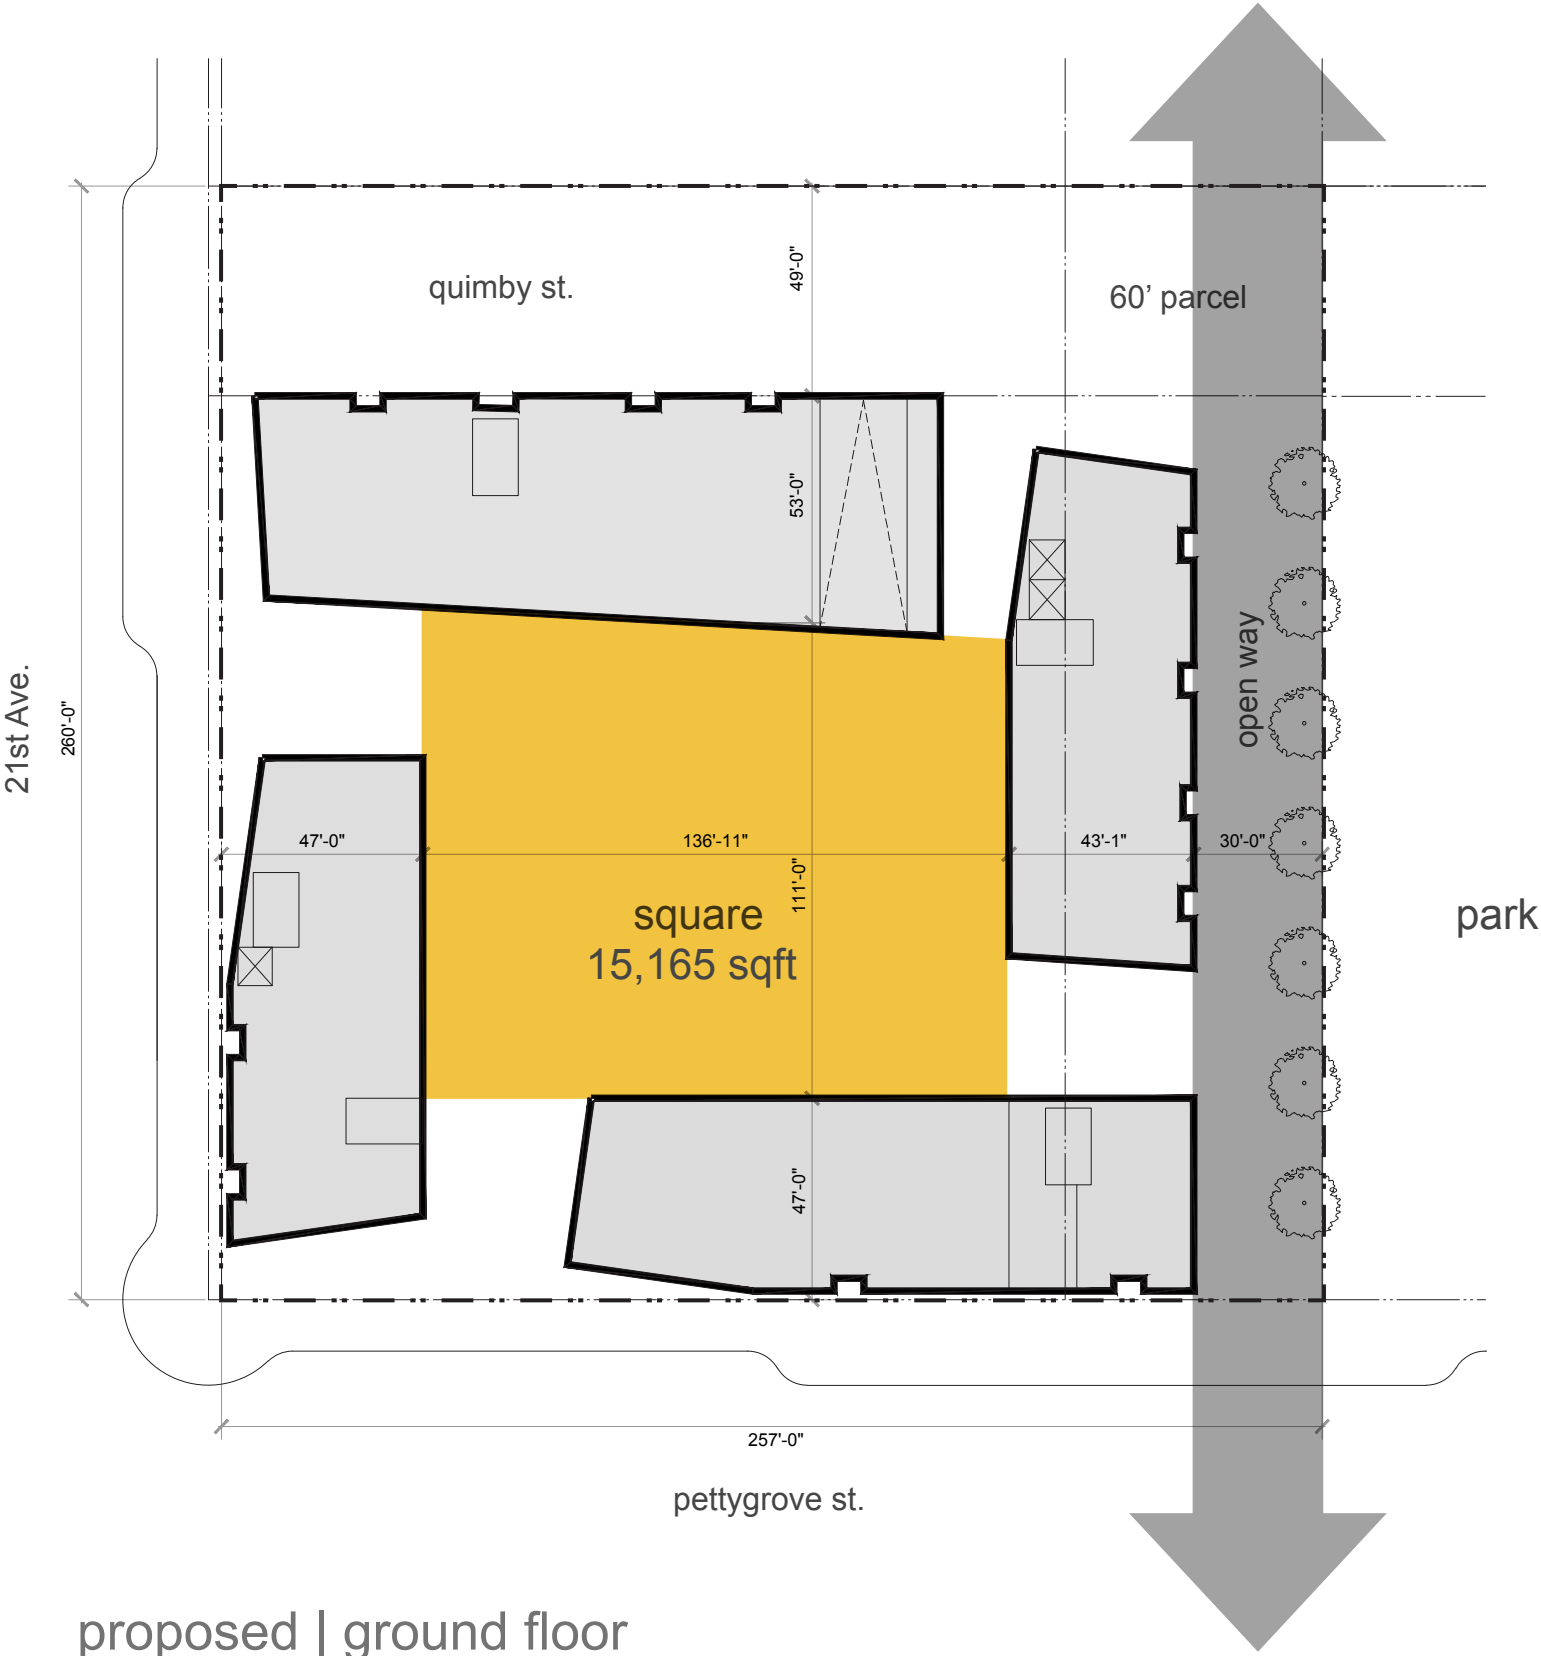 quimby st.
49'-0"
60’ parcel
53'-0"
open way
21st Ave.
260'-0"
47'-0"
136'-11"
43'-1"
30'-0"
111'-0"
square
15,165 sqft
park
47'-0"
257'-0"
pettygrove st.
proposed | ground floor